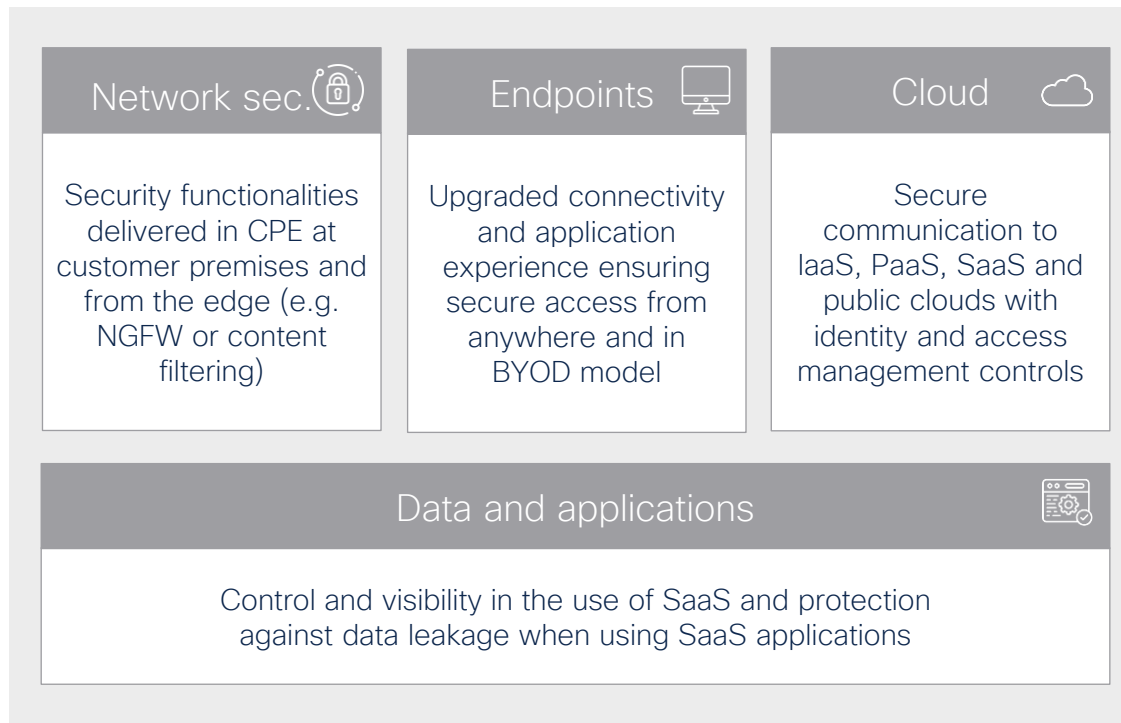 Network sec.
Security functionalities
delivered in CPE at
customer premises and
from the edge (e.g.
NGFW or content
filtering)
Endpoints
Upgraded connectivity
and application
experience ensuring
secure access from
anywhere and in
BYOD model
Cloud
Secure
communication to
IaaS, PaaS, SaaS and
public clouds with
identity and access
management controls
Data and applications
Control and visibility in the use of SaaS and protection
against data leakage when using SaaS applications